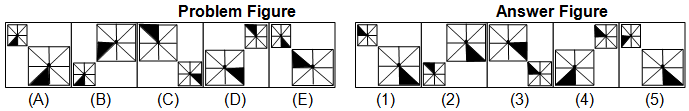 Problem Figure Answer Figure
(A) (B) (C) (D) (E) (1) (2) (3) (4) (5)